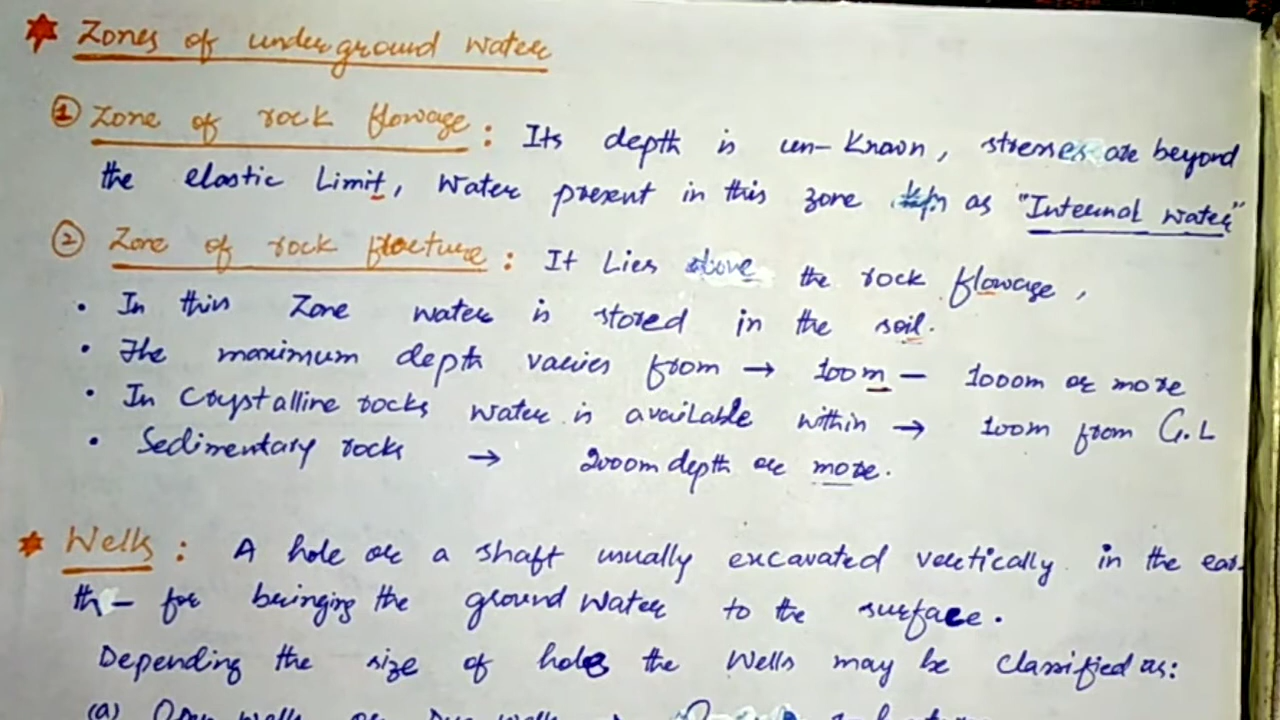 Zones of underground water
① Zone of rock flowage : Its depth is un-known, stresses are beyond
the elastic Limit, Water present in this zone k/n as "Internal water"
② Zone of rock fracture : It Lies above the rock flowage,
• In this Zone water is stored in the soil.
• The maximum depth varies from → 100m – 1000m or more
• In Crystalline rocks water is available within → 100m from G.L
• Sedimentary rocks → 2000m depth or more.
Wells : A hole or a shaft usually excavated vertically in the ear-
th – for bringing the ground Water to the surface.
Depending the size of holes the Wells may be classified as:
(a) Open wells or Dug wells →